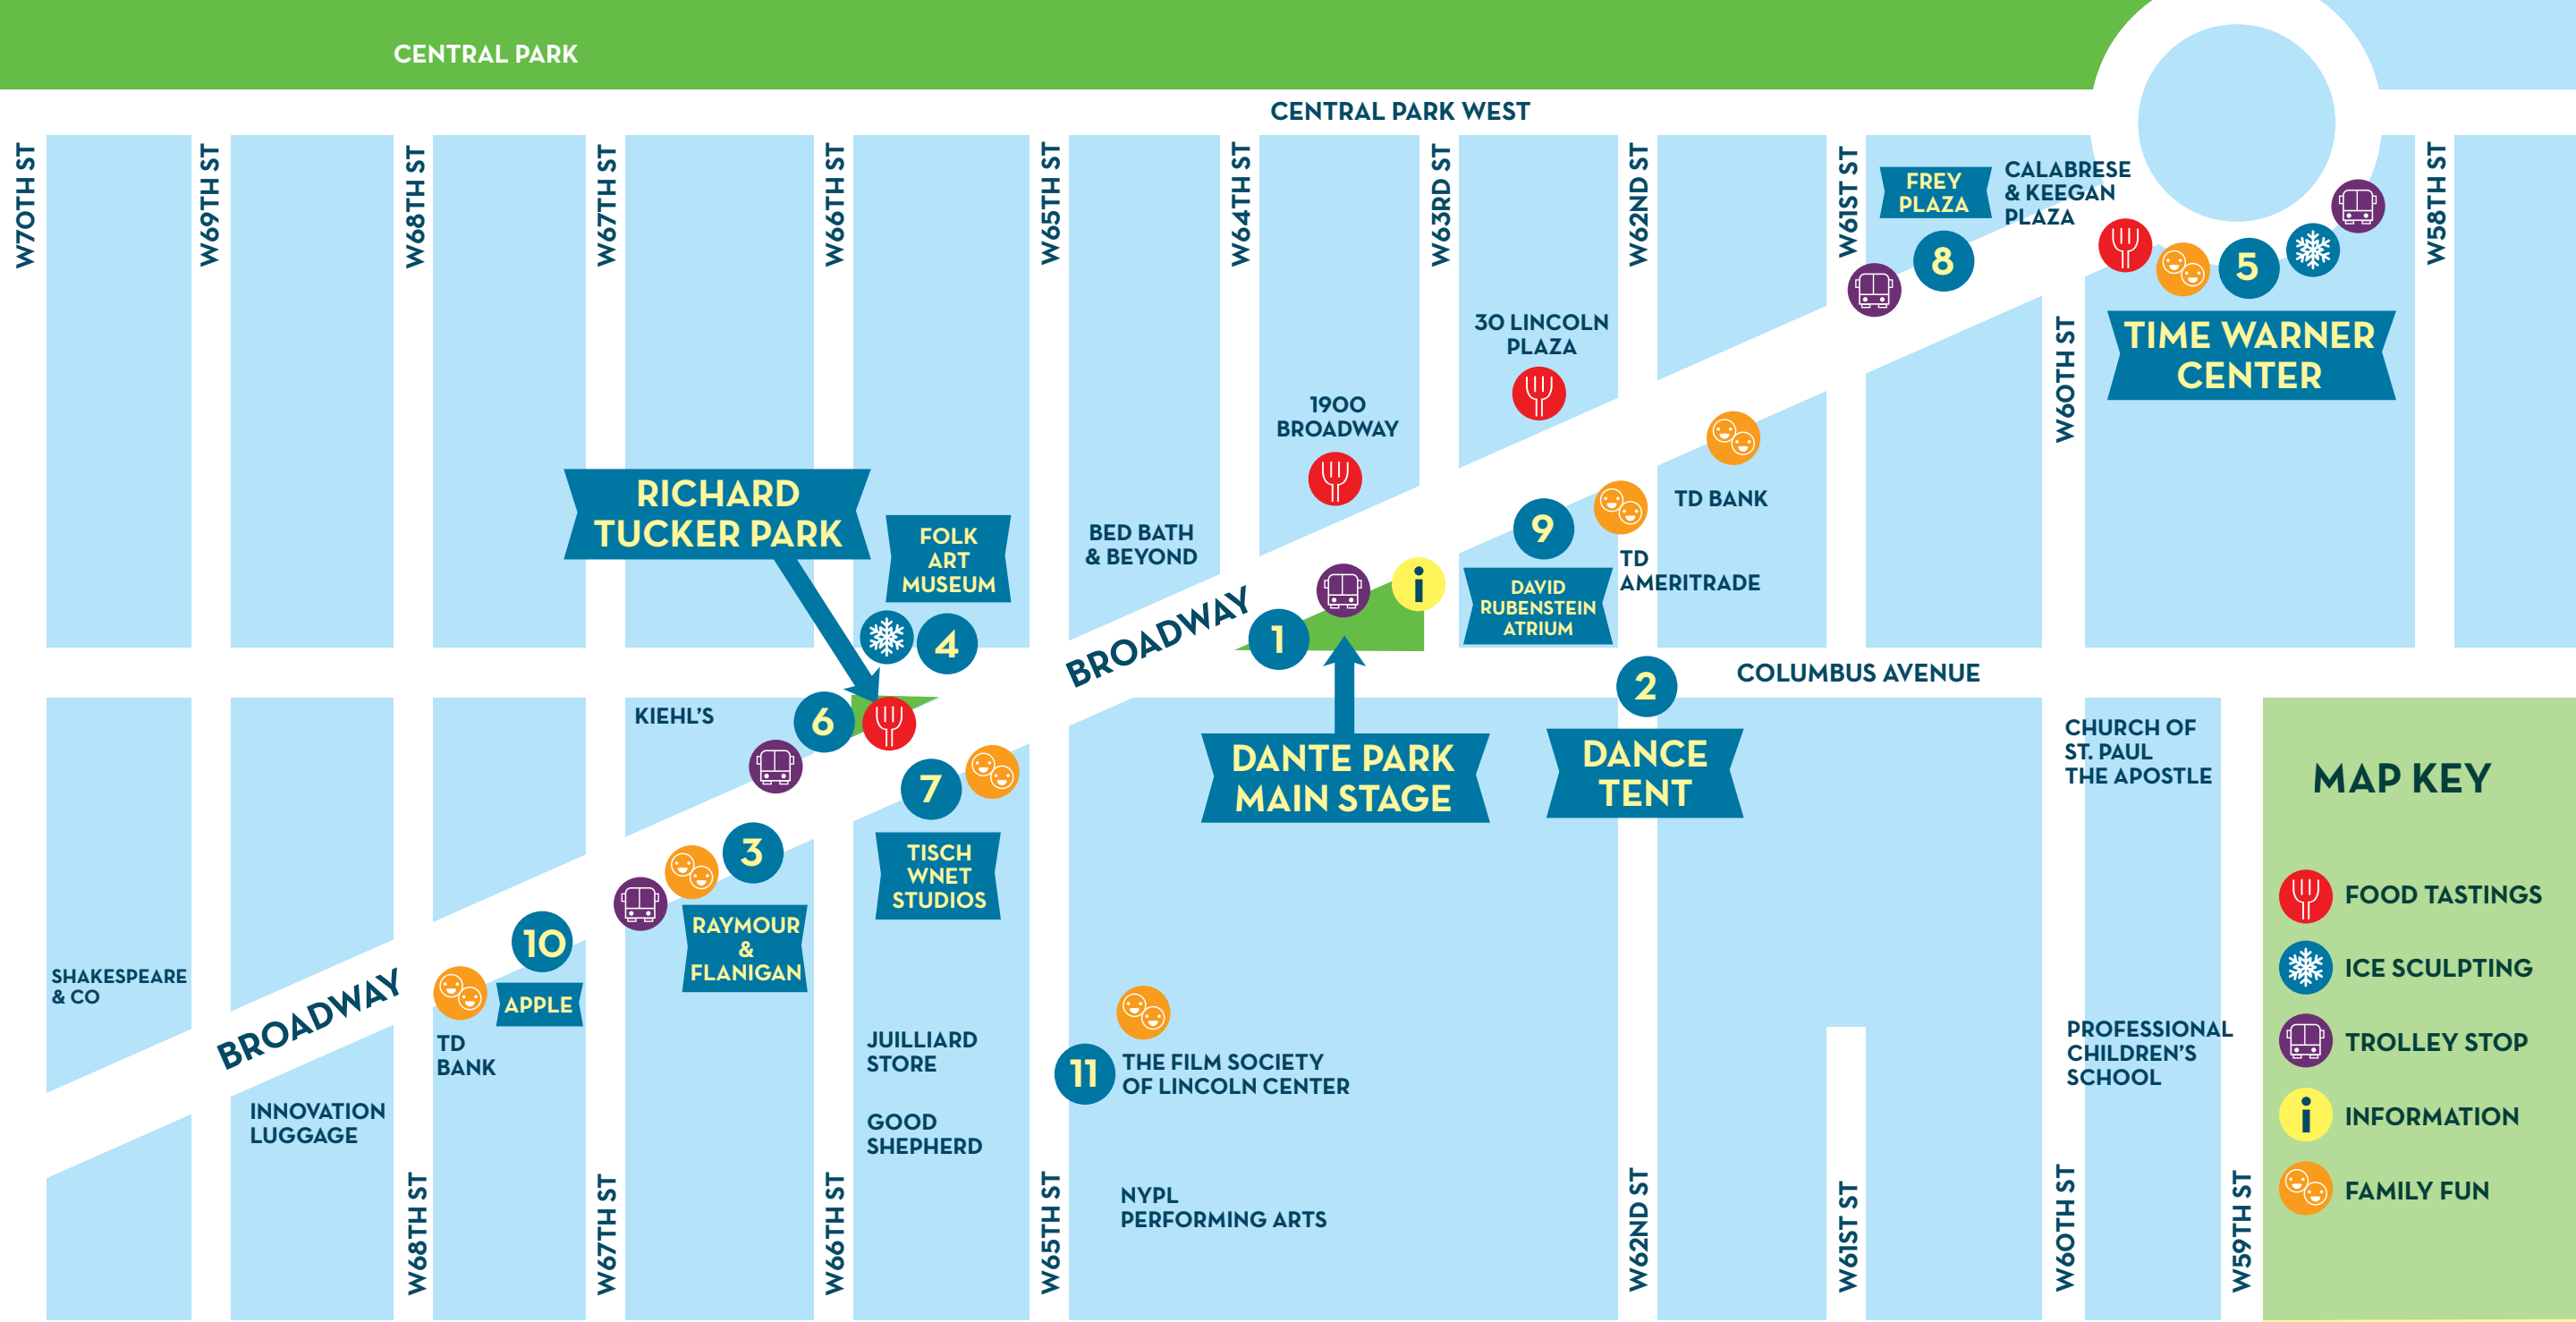 CENTRAL PARK
CENTRAL PARK WEST
W70TH ST
W69TH ST
W68TH ST
W67TH ST
W66TH ST
W65TH ST
W64TH ST
W63RD ST
W62ND ST
W61ST ST
W58TH ST
FREY
PLAZA
CALABRESE
& KEEGAN
PLAZA
8
5
TIME WARNER
CENTER
W60TH ST
30 LINCOLN
PLAZA
1900
BROADWAY
RICHARD
TUCKER PARK
FOLK
ART
MUSEUM
4
BED BATH
& BEYOND
BROADWAY
1
i
9
DAVID
RUBENSTEIN
ATRIUM
TD BANK
TD
AMERITRADE
2
COLUMBUS AVENUE
DANCE
TENT
DANTE PARK
MAIN STAGE
KIEHL'S
6
7
TISCH
WNET
STUDIOS
3
RAYMOUR
&
FLANIGAN
10
APPLE
TD
BANK
SHAKESPEARE
& CO
BROADWAY
INNOVATION
LUGGAGE
JUILLIARD
STORE
GOOD
SHEPHERD
11
THE FILM SOCIETY
OF LINCOLN CENTER
NYPL
PERFORMING ARTS
CHURCH OF
ST. PAUL
THE APOSTLE
PROFESSIONAL
CHILDREN'S
SCHOOL
W68TH ST
W67TH ST
W66TH ST
W65TH ST
W62ND ST
W61ST ST
W60TH ST
W59TH ST
MAP KEY
FOOD TASTINGS
ICE SCULPTING
TROLLEY STOP
i INFORMATION
FAMILY FUN